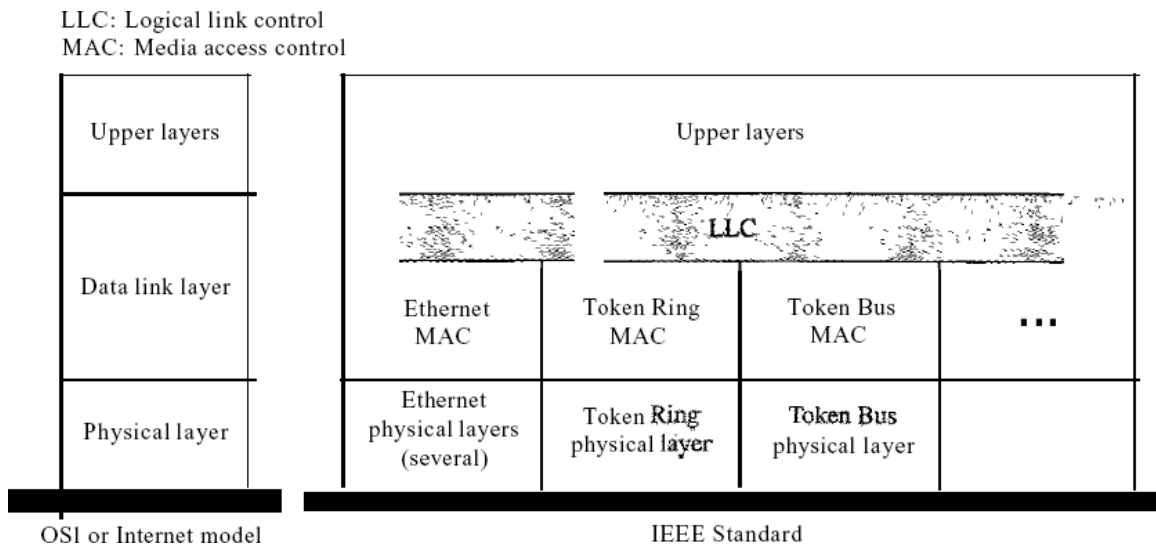 LLC: Logical link control
MAC: Media access control
Upper layers
Data link layer
Physical layer
OS1 or Internet model
Upper layers
LLC
Ethernet
MAC
Token Ring
MAC
Token Bus
MAC
...
Ethernet
physical layers
(several)
Token Ring
physical layer
Token Bus
physical layer
IEEE Standard